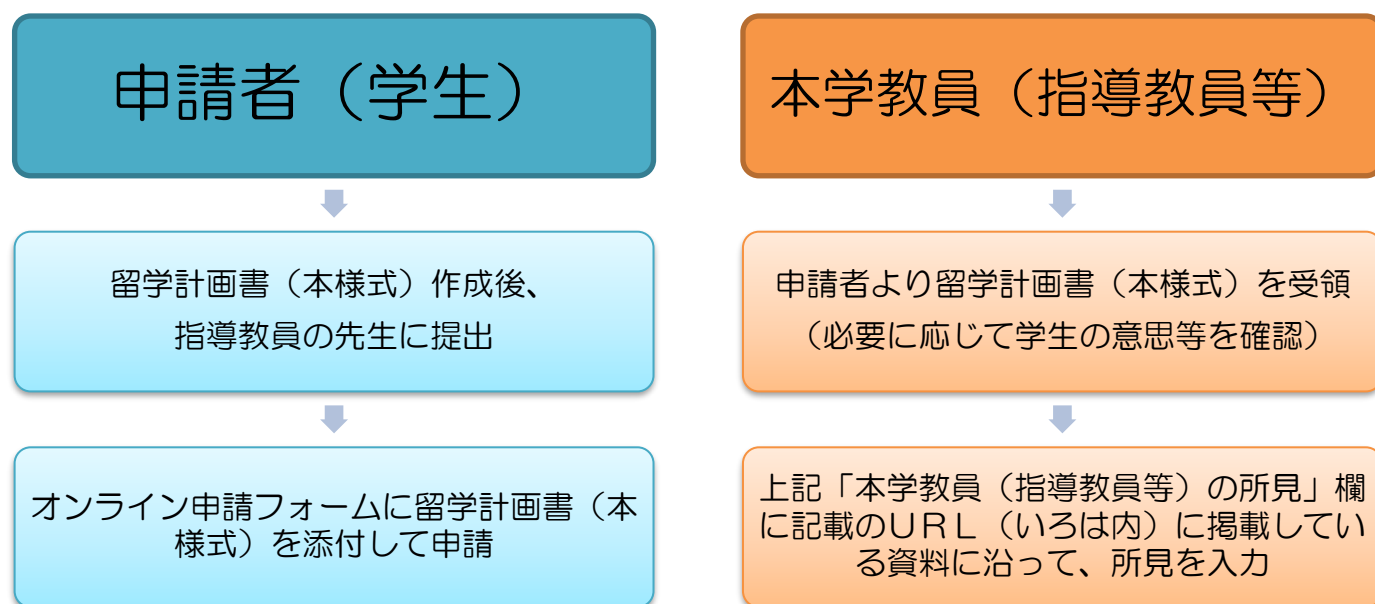 申請者（学生）
留学計画書（本様式）作成後、
指導教員の先生に提出
オンライン申請フォームに留学計画書（本
様式）を添付して申請
本学教員（指導教員等）
申請者より留学計画書（本様式）を受領
（必要に応じて学生の意思等を確認）
上記「本学教員（指導教員等）の所見」欄
に記載のＵＲＬ（いろは内）に掲載してい
る資料に沿って、所見を入力